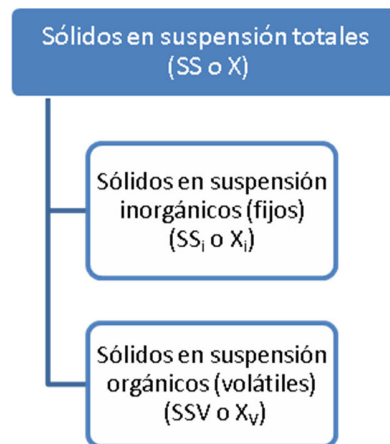 Sólidos en suspensión totales
(SS o X)
Sólidos en suspensión
inorgánicos (fijos)
(SSi o Xi)
Sólidos en suspensión
orgánicos (volátiles)
(SSV o XV)